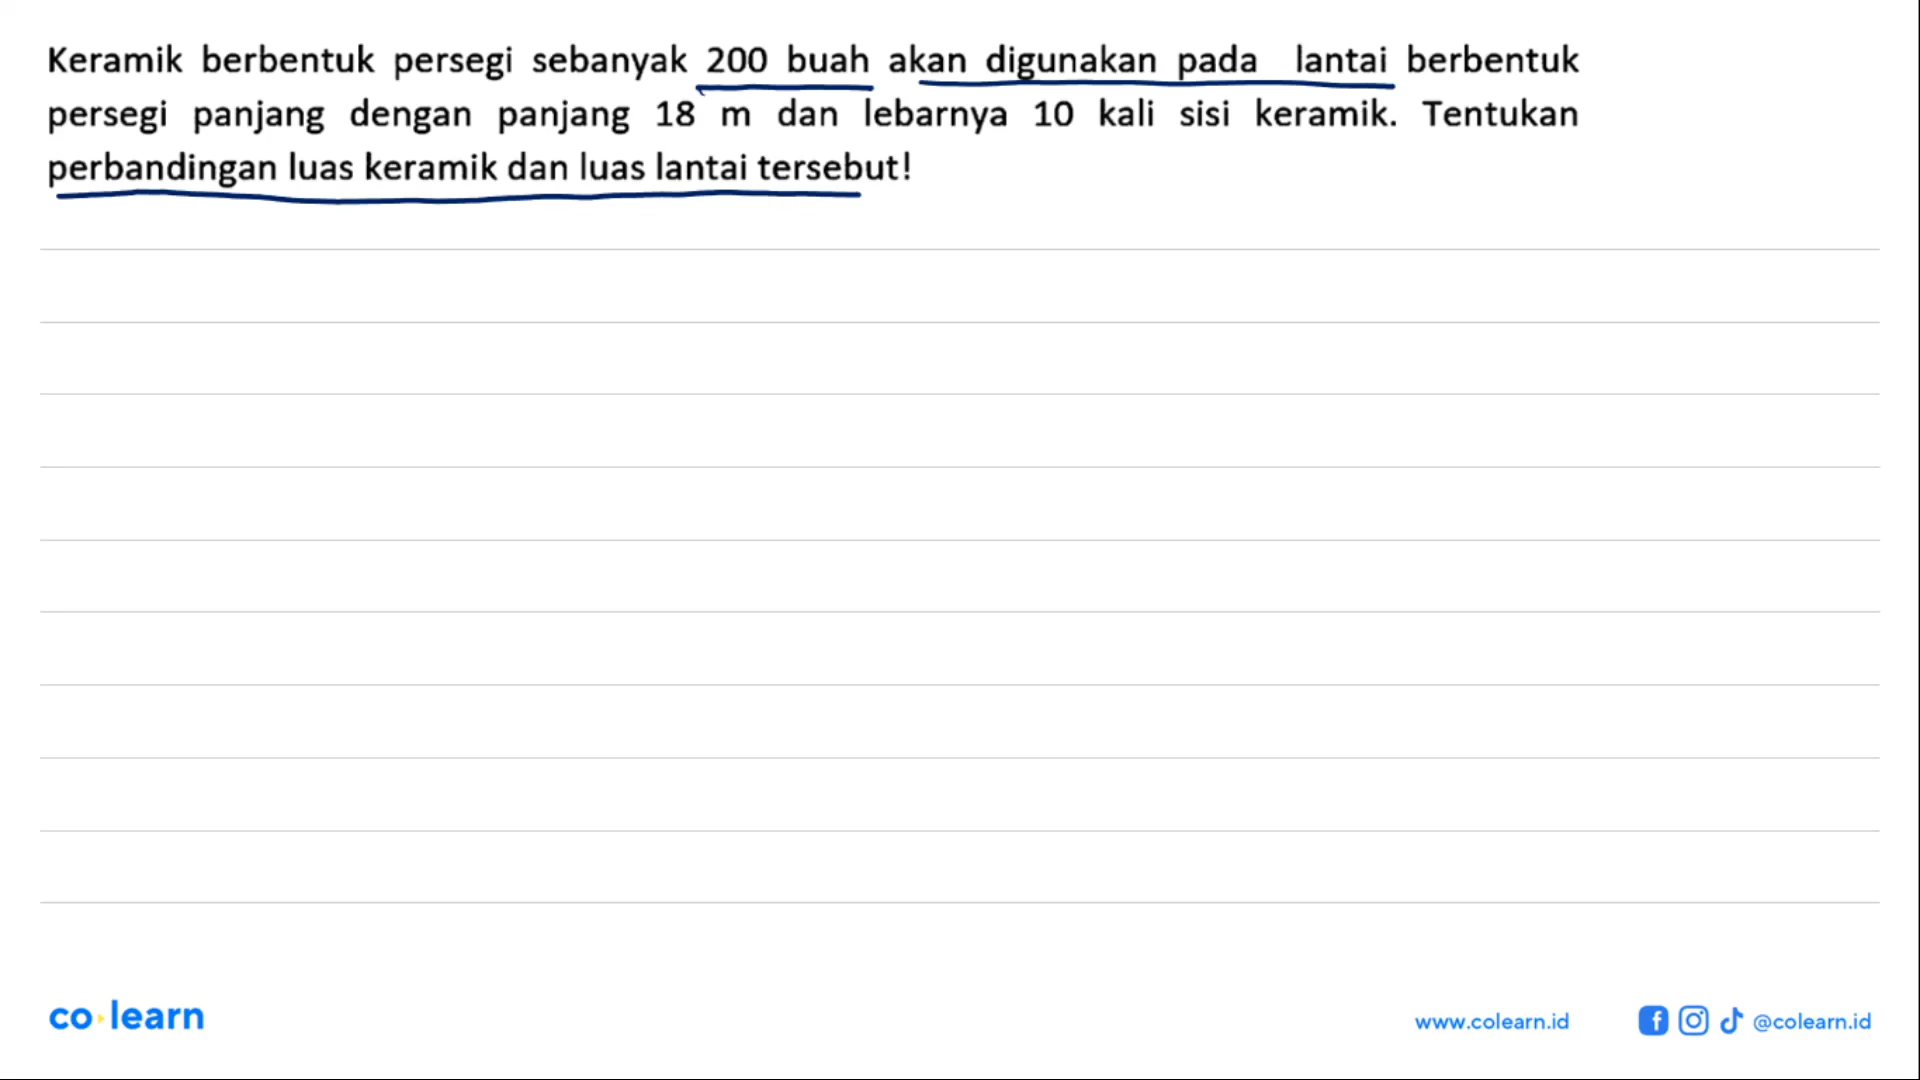 Keramik berbentuk persegi sebanyak 200 buah akan digunakan pada lantai berbentuk
persegi panjang dengan panjang 18 m dan lebarnya 10 kali sisi keramik. Tentukan
perbandingan luas keramik dan luas lantai tersebut!
co learn
www.colearn.id
@colearn.id